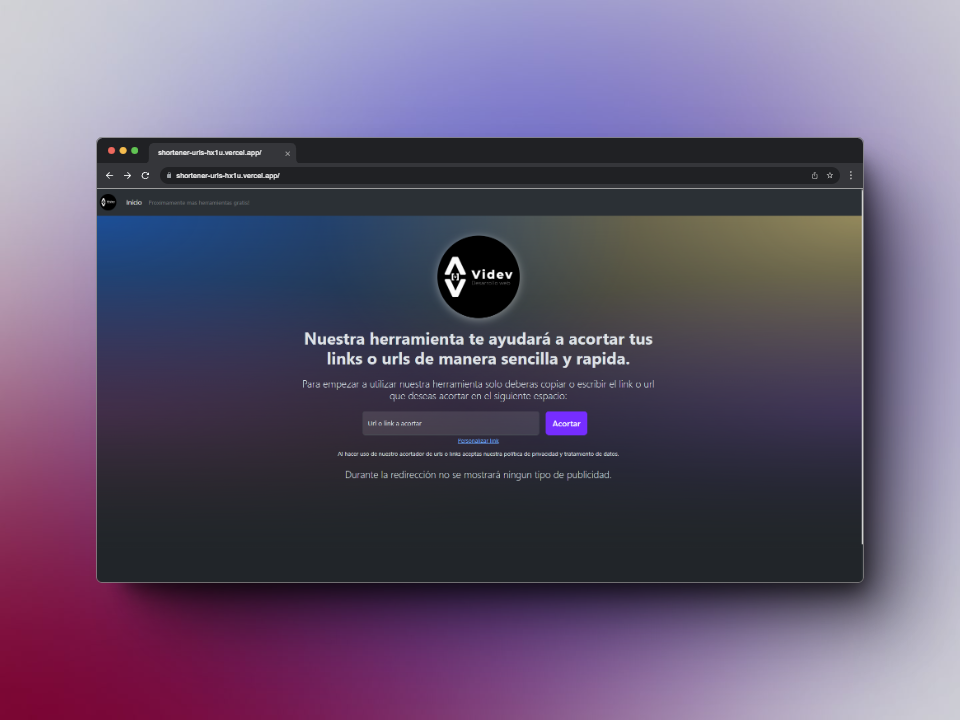 shortener-urls-hx1u.vercel.app/
shortener-urls-hx1u.vercel.app/
Videv
Inicio
Proximamente mas herramientas gratis!
Videv
Desarrollo web
Nuestra herramienta te ayudará a acortar tus
links o urls de manera sencilla y rapida.
Para empezar a utilizar nuestra herramienta solo deberas copiar o escribir el link o url
que deseas acortar en el siguiente espacio:
Url o link a acortar
Acortar
Personalizar link
Al hacer uso de nuestro acortador de urls o links aceptas nuestra política de privacidad y tratamiento de datos.
Durante la redirección no se mostrará ningun tipo de publicidad.